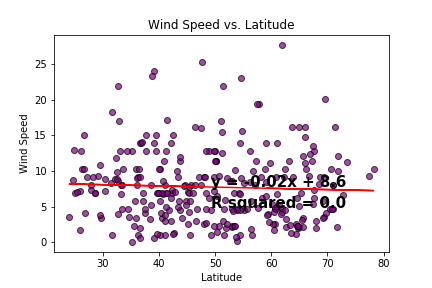 Wind Speed vs. Latitude
25
20
15
10
5
0
Wind Speed
y = -0.02x + 8.6
R squared = 0.0
30 40 50 60 70 80
Latitude